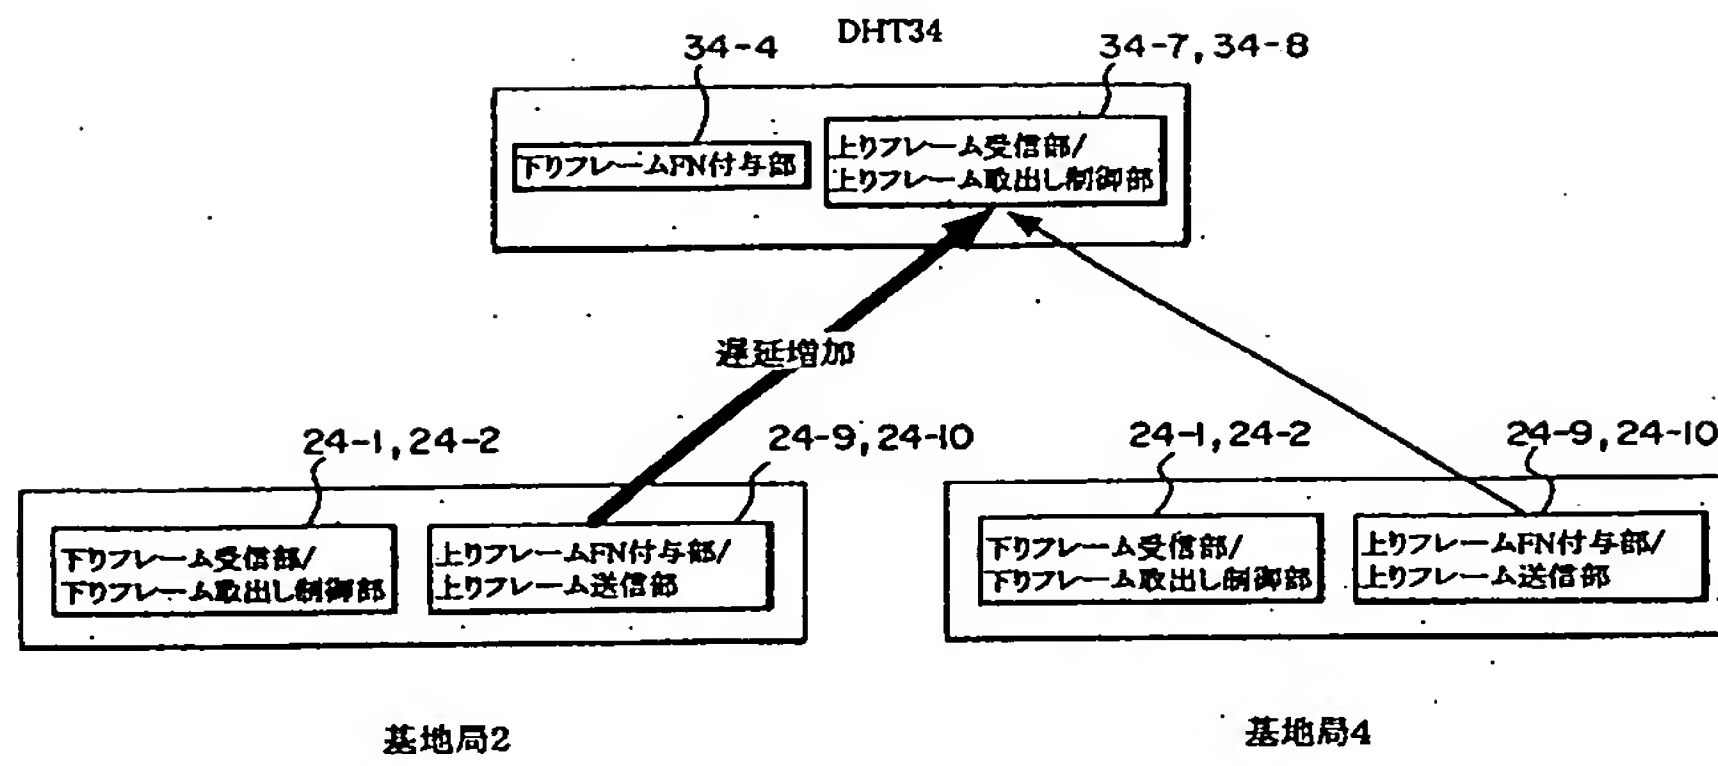 DHT34
34-4
34-7, 34-8
下りフレームFN付与部
上りフレーム受信部/
上りフレーム取出し制御部
遅延増加
24-1, 24-2
24-9, 24-10
24-1, 24-2
24-9, 24-10
下りフレーム受信部/
下りフレーム取出し制御部
上りフレームFN付与部/
上りフレーム送信部
下りフレーム受信部/
下りフレーム取出し制御部
上りフレームFN付与部/
上りフレーム送信部
基地局2
基地局4